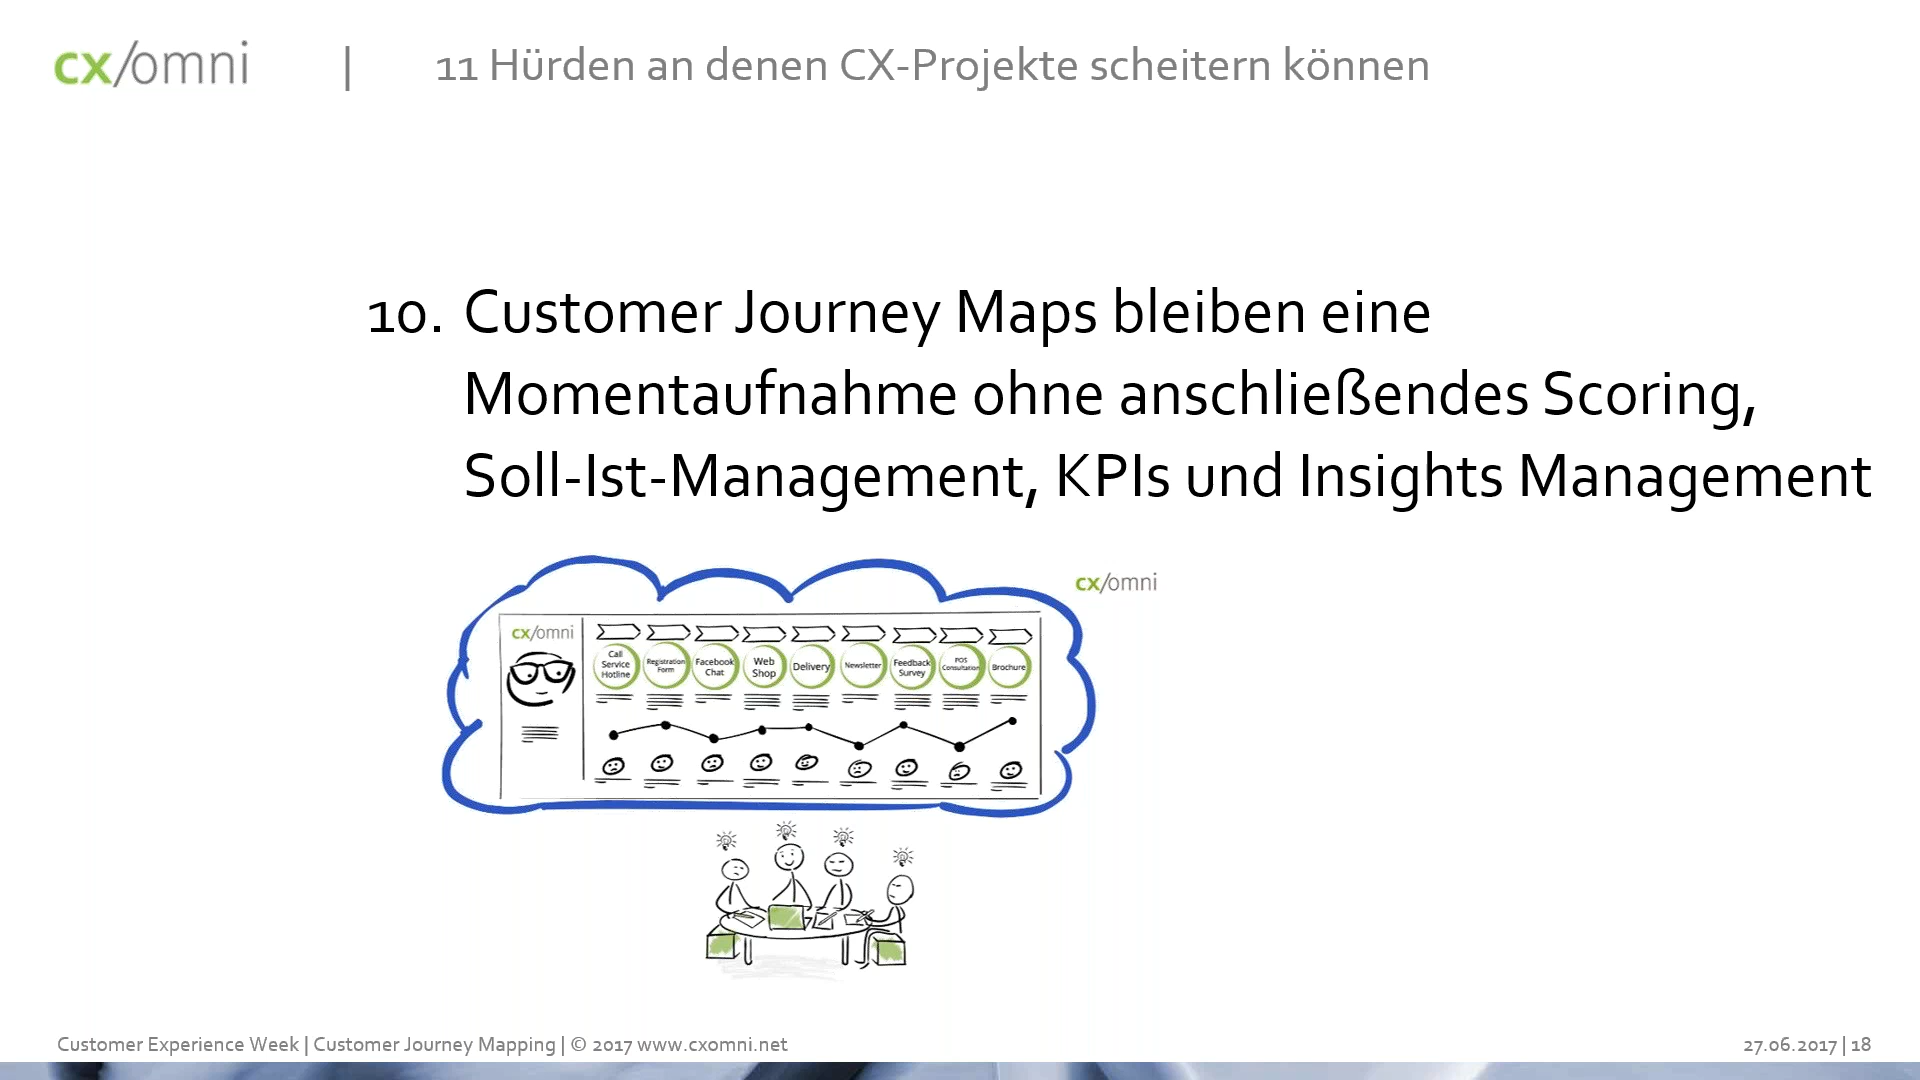 cx/omni | 11 Hürden an denen CX-Projekte scheitern können
10. Customer Journey Maps bleiben eine
Momentaufnahme ohne anschließendes Scoring,
Soll-Ist-Management, KPIs und Insights Management
cx/omni
cx/omni
Call
Service
Hotline
Registration
Form
Facebook
Chat
Web
Shop
Delivery
Newsletter
Feedback
Survey
POS
Consultation
Brochure
Customer Experience Week | Customer Journey Mapping | © 2017 www.cxomni.net
27.06.2017 | 18